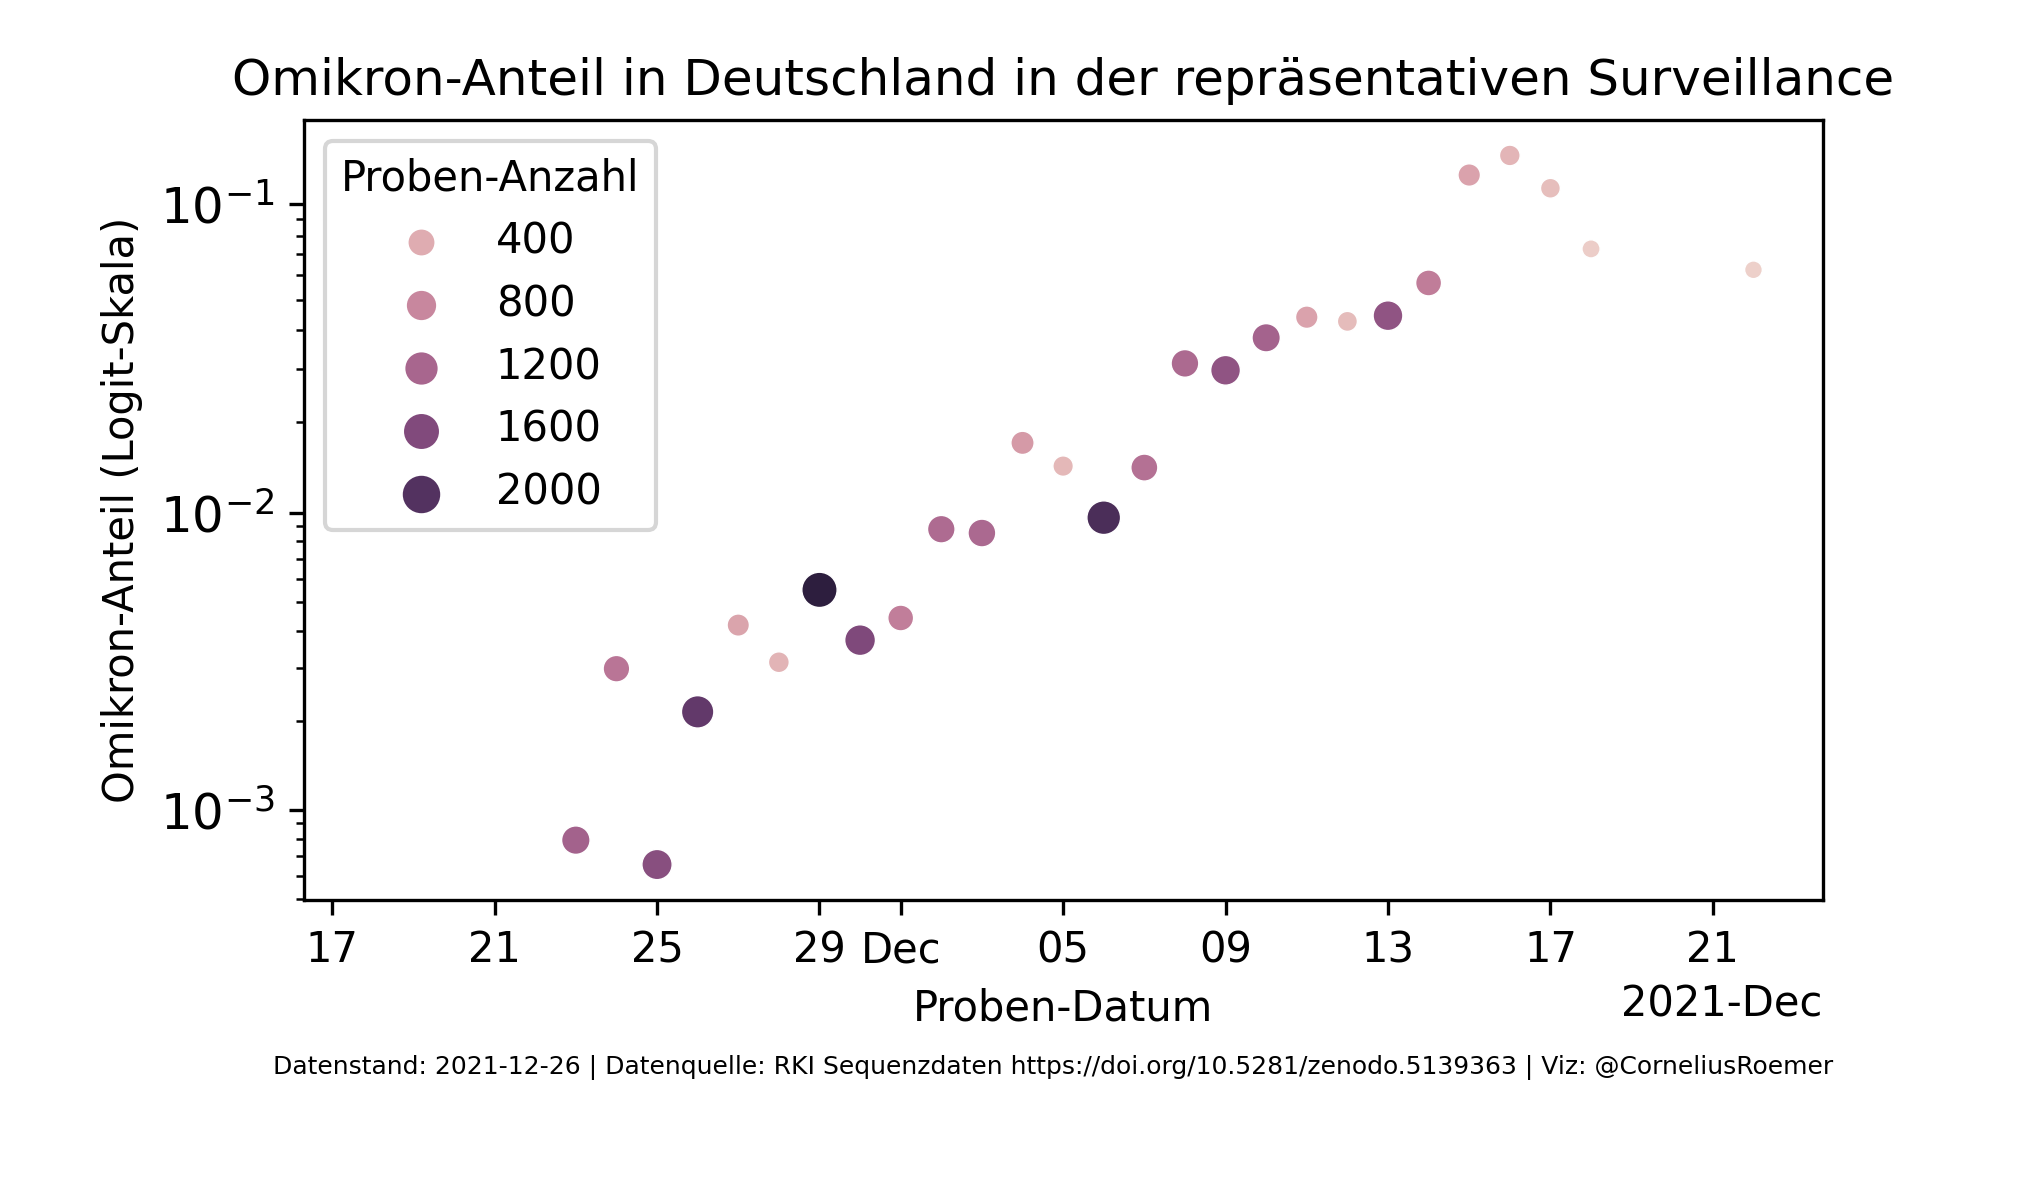 Omikron-Anteil in Deutschland in der repräsentativen Surveillance
Proben-Anzahl
400
800
1200
1600
2000
10⁻¹
10⁻²
10⁻³
Omikron-Anteil (Logit-Skala)
17 21 25 29 Dec 05 09 13 17 21
Proben-Datum
2021-Dec
Datenstand: 2021-12-26 | Datenquelle: RKI Sequenzdaten https://doi.org/10.5281/zenodo.5139363 | Viz: @CorneliusRoemer